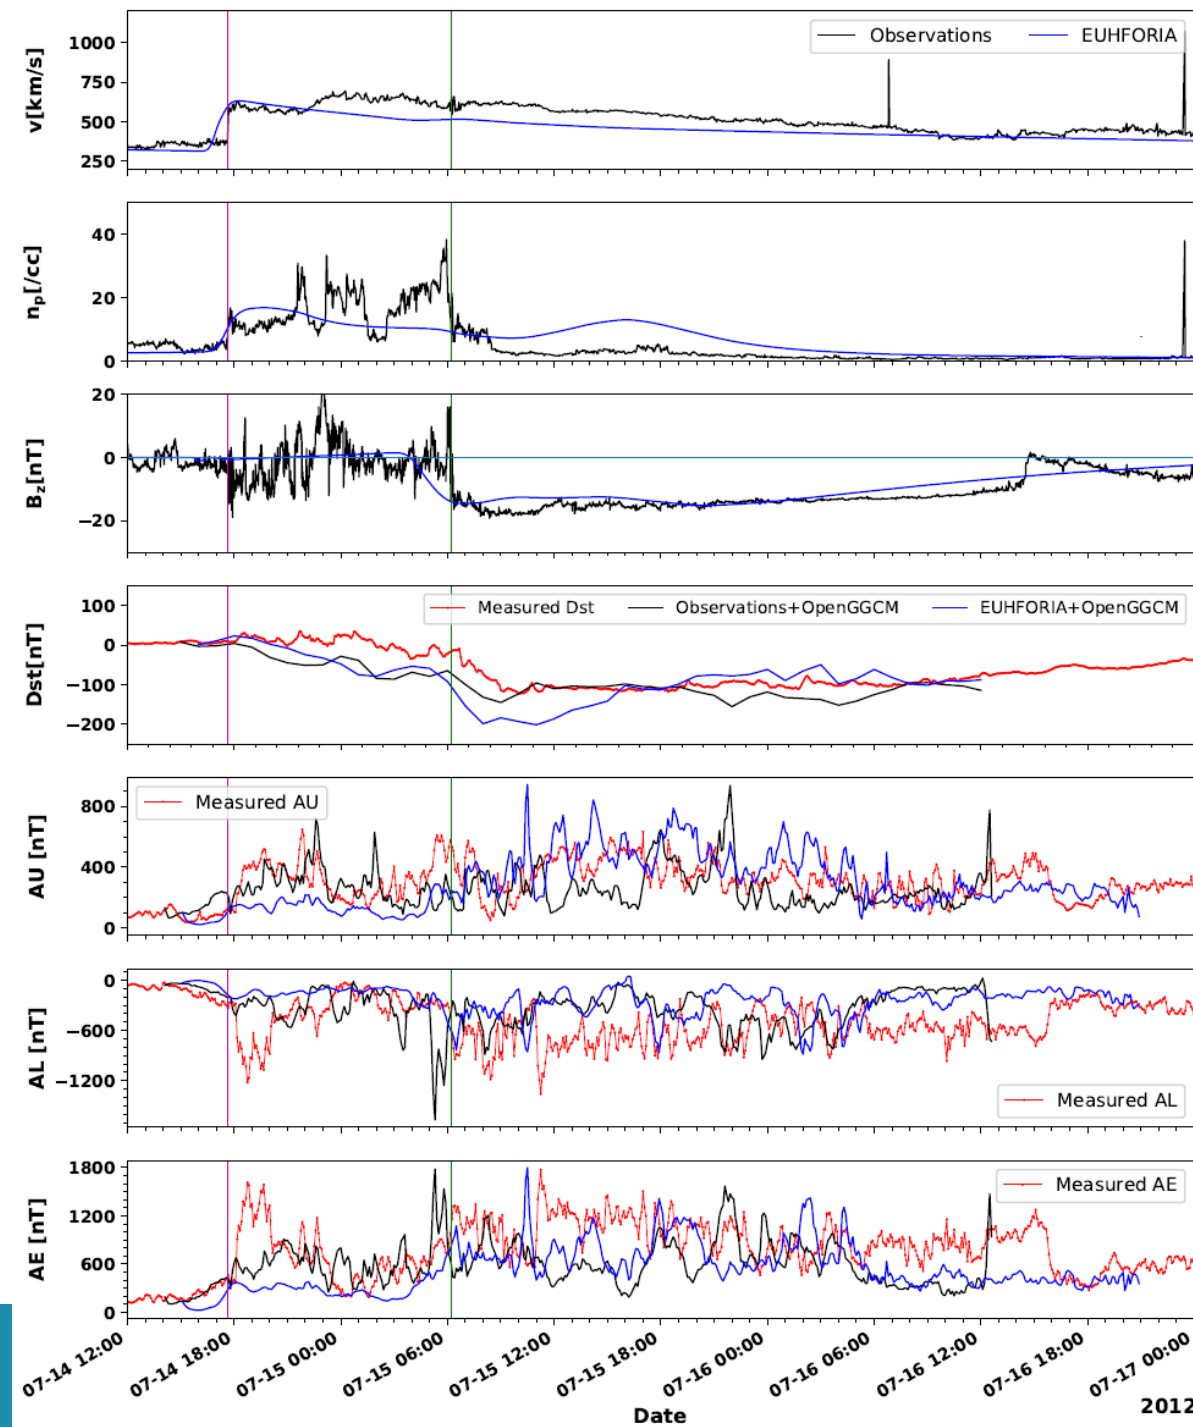 1000
750
500
250
v[km/s]
Observations
EUHFORIA
40
20
0
np[/cc]
20
0
−20
Bz[nT]
100
0
−100
−200
Dst[nT]
Measured Dst
Observations+OpenGGCM
EUHFORIA+OpenGGCM
800
400
0
AU [nT]
Measured AU
0
−600
−1200
AL [nT]
Measured AL
1800
1200
600
0
AE [nT]
Measured AE
07-14 12:00
07-14 18:00
07-15 00:00
07-15 06:00
07-15 12:00
07-15 18:00
07-16 00:00
07-16 06:00
07-16 12:00
07-16 18:00
07-17 00:00
2012
Date